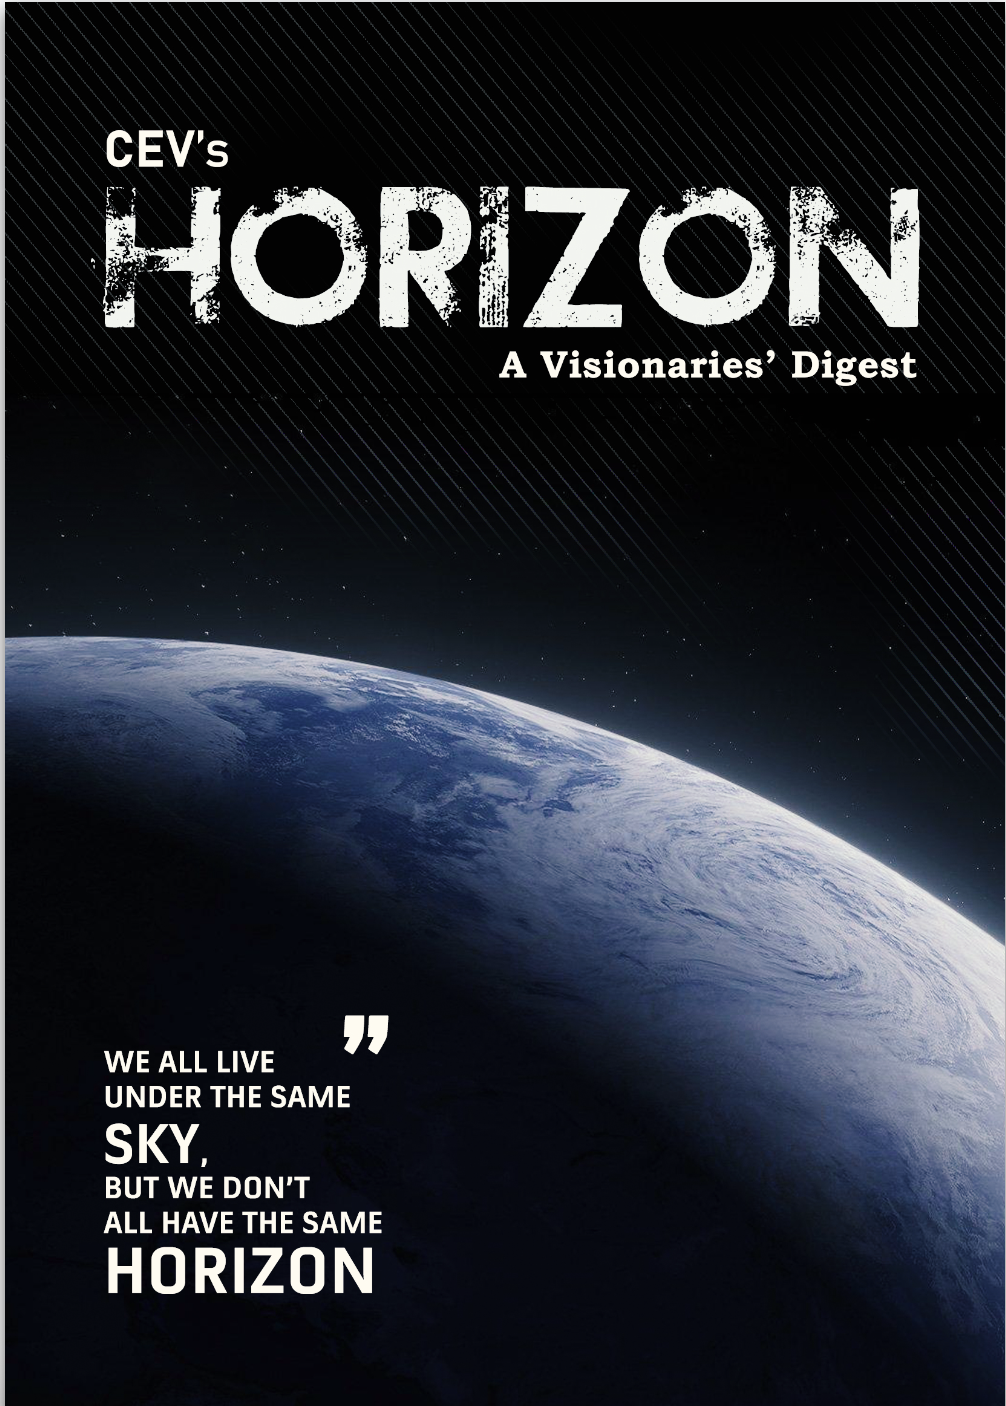 CEV's
HORIZON
A Visionaries’ Digest
”
WE ALL LIVE
UNDER THE SAME
SKY,
BUT WE DON’T
ALL HAVE THE SAME
HORIZON